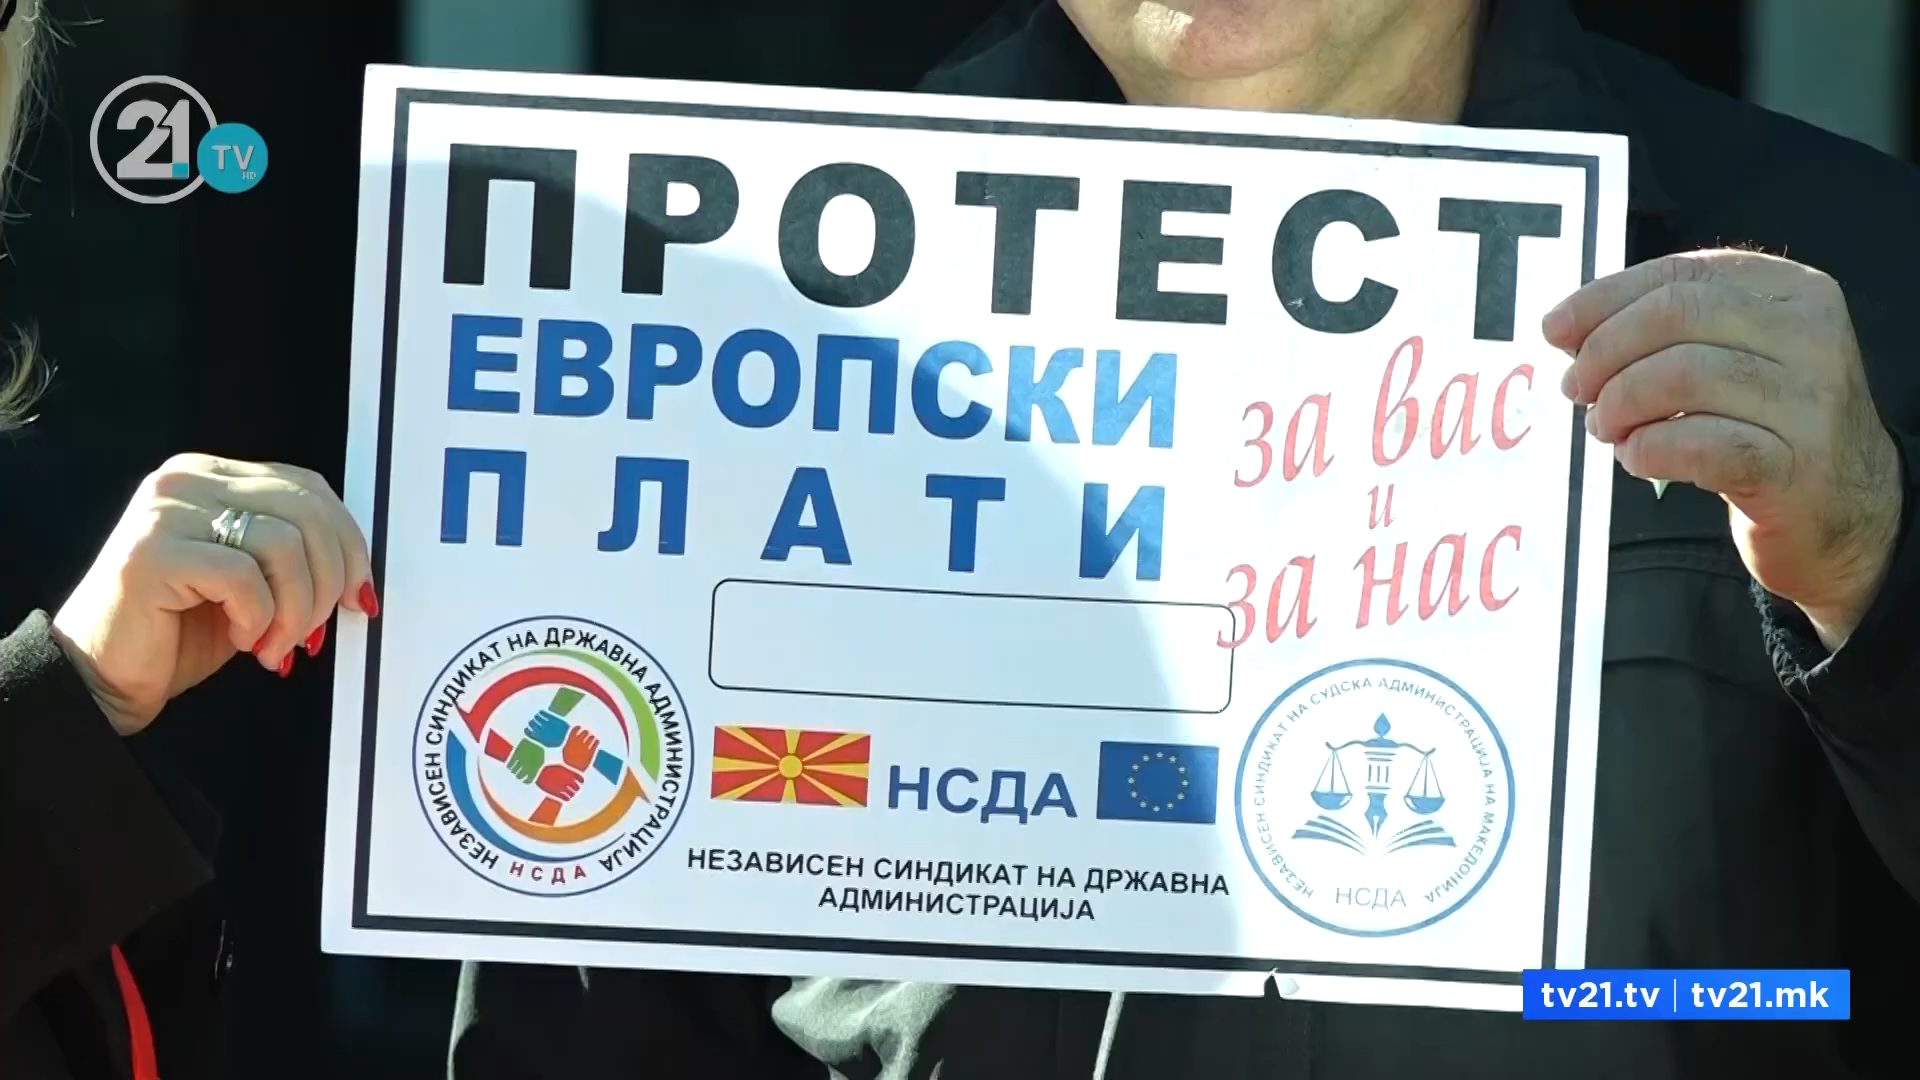 21 TV HD
ПРОТЕСТ
ЕВРОПСКИ
ПЛАТИ
за вас
и
за нас
НЕЗАВИСЕН СИНДИКАТ НА ДРЖАВНА АДМИНИСТРАЦИЈА
НСДА
НСДА
НЕЗАВИСЕН СИНДИКАТ НА ДРЖАВНА
АДМИНИСТРАЦИЈА
НЕЗАВИСЕН СИНДИКАТ НА СУДСКА АДМИНИСТРАЦИЈА НА МАКЕДОНИЈА
НСДА
tv21.tv | tv21.mk